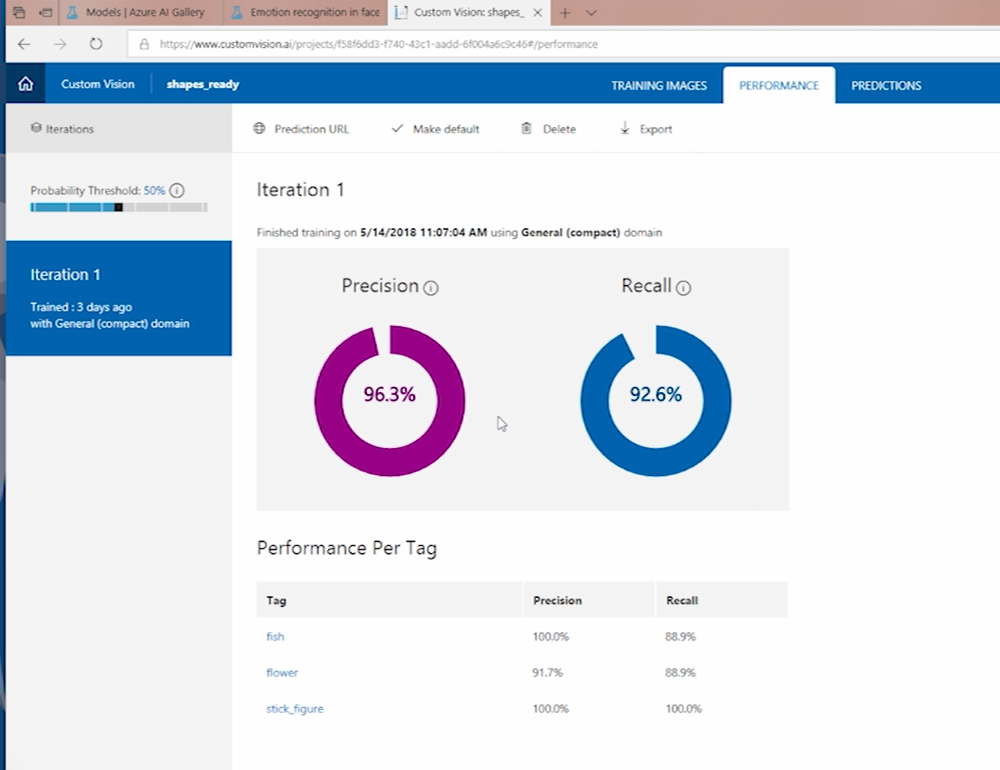 Models | Azure AI Gallery
Emotion recognition in face
Custom Vision: shapes_
https://www.customvision.ai/projects/f58f6dd3-f740-43c1-aadd-6f004a6c9c46#/performance
Custom Vision
shapes_ready
TRAINING IMAGES
PERFORMANCE
PREDICTIONS
Iterations
Prediction URL
Make default
Delete
Export
Probability Threshold: 50%
Iteration 1
Trained : 3 days ago
with General (compact) domain
Iteration 1
Finished training on 5/14/2018 11:07:04 AM using General (compact) domain
Precision
Recall
96.3%
92.6%
Performance Per Tag
Tag Precision Recall
fish 100.0% 88.9%
flower 91.7% 88.9%
stick_figure 100.0% 100.0%